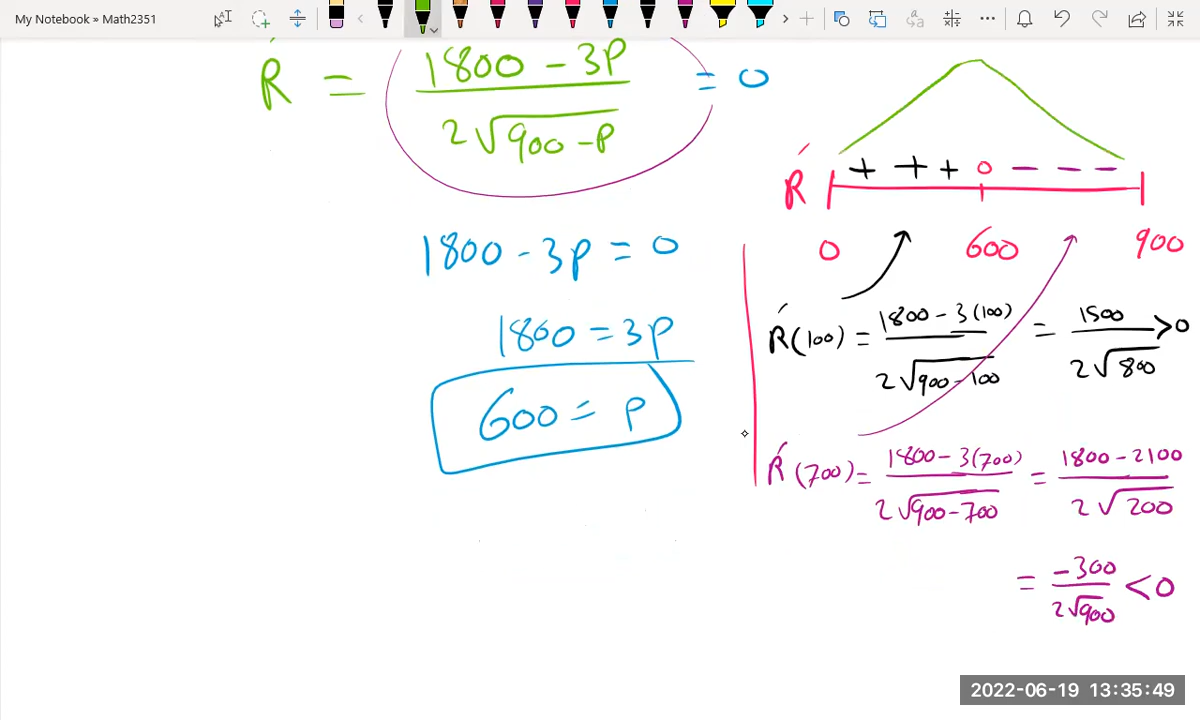 My Notebook » Math2351
Ŕ = 1800 - 3P / 2√900 - P = 0
1800 - 3P = 0
1800 = 3P
600 = P
Ŕ + + + 0 - - -
0 600 900
Ŕ(100) = 1800 - 3(100) / 2√900 - 100 = 1500 / 2√800 > 0
Ŕ(700) = 1800 - 3(700) / 2√900 - 700 = 1800 - 2100 / 2√200
= -300 / 2√900 < 0
2022-06-19 13:35:49